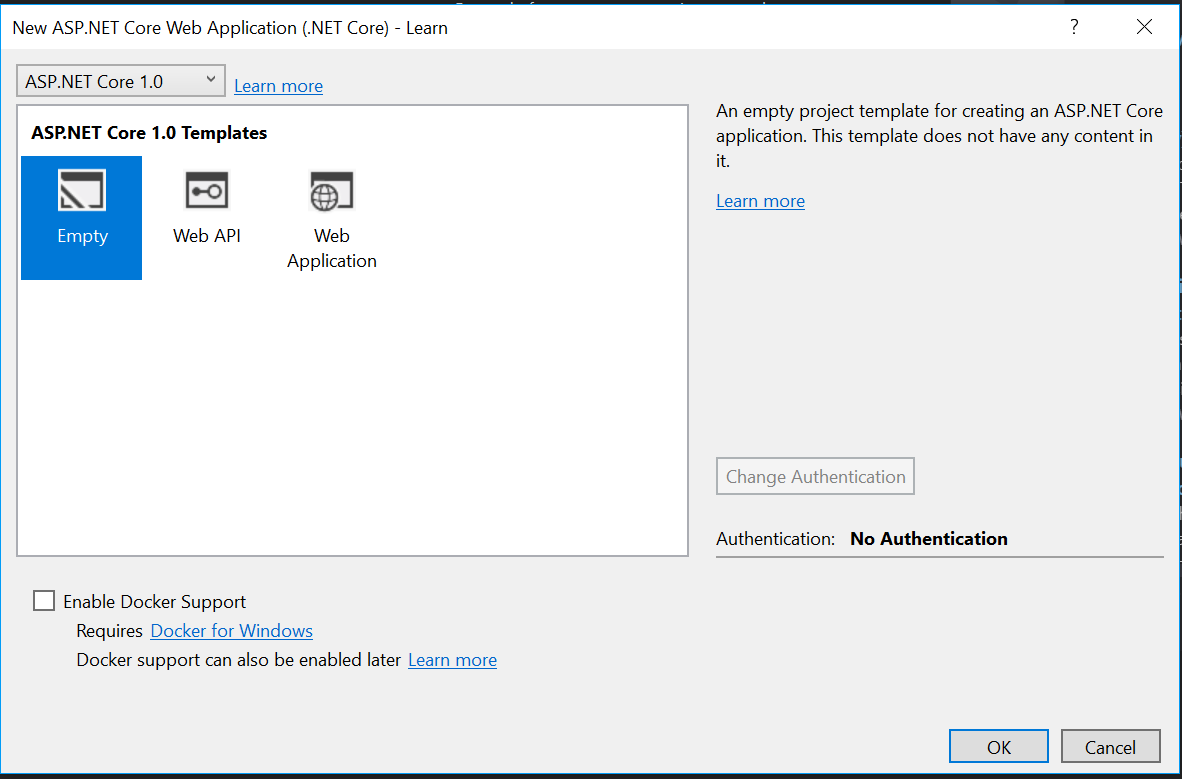 New ASP.NET Core Web Application (.NET Core) - Learn
?
ASP.NET Core 1.0
Learn more
ASP.NET Core 1.0 Templates
Empty
Web API
Web
Application
An empty project template for creating an ASP.NET Core
application. This template does not have any content in
it.
Learn more
Change Authentication
Authentication: No Authentication
Enable Docker Support
Requires Docker for Windows
Docker support can also be enabled later Learn more
OK
Cancel